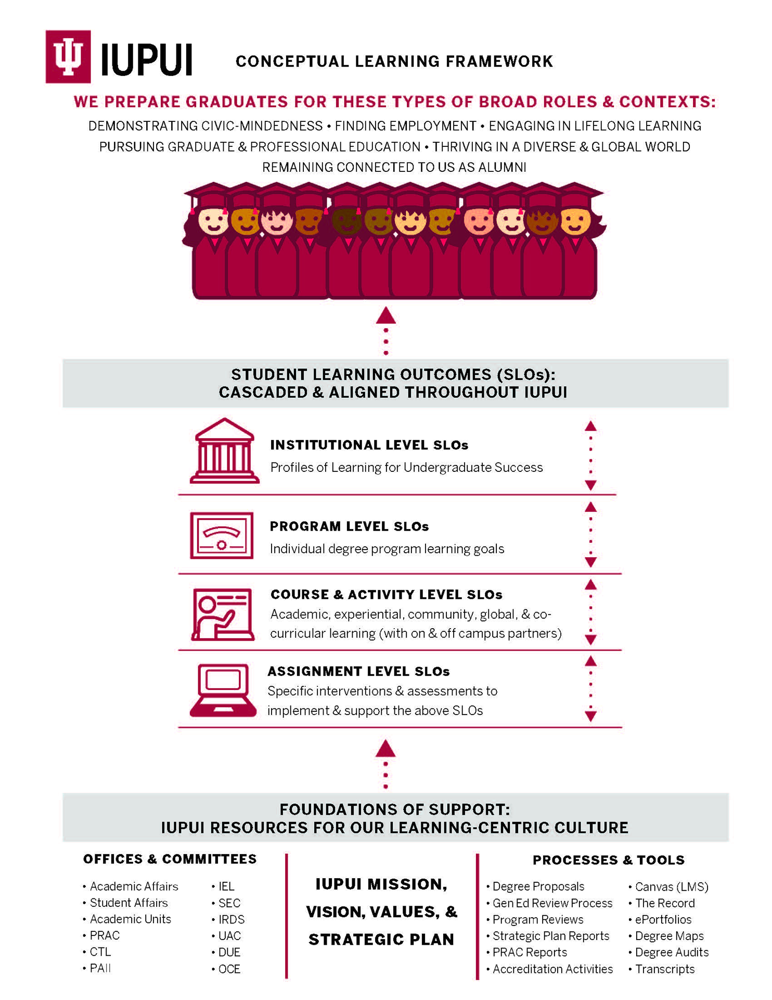 IUPUI
CONCEPTUAL LEARNING FRAMEWORK
WE PREPARE GRADUATES FOR THESE TYPES OF BROAD ROLES & CONTEXTS:
DEMONSTRATING CIVIC-MINDEDNESS • FINDING EMPLOYMENT • ENGAGING IN LIFELONG LEARNING
PURSUING GRADUATE & PROFESSIONAL EDUCATION • THRIVING IN A DIVERSE & GLOBAL WORLD
REMAINING CONNECTED TO US AS ALUMNI
STUDENT LEARNING OUTCOMES (SLOs):
CASCADED & ALIGNED THROUGHOUT IUPUI
INSTITUTIONAL LEVEL SLOs
Profiles of Learning for Undergraduate Success
PROGRAM LEVEL SLOs
Individual degree program learning goals
COURSE & ACTIVITY LEVEL SLOs
Academic, experiential, community, global, & co-
curricular learning (with on & off campus partners)
ASSIGNMENT LEVEL SLOs
Specific interventions & assessments to
implement & support the above SLOs
FOUNDATIONS OF SUPPORT:
IUPUI RESOURCES FOR OUR LEARNING-CENTRIC CULTURE
OFFICES & COMMITTEES
• Academic Affairs
• Student Affairs
• Academic Units
• PRAC
• CTL
• PAII
• IEL
• SEC
• IRDS
• UAC
• DUE
• OCE
IUPUI MISSION,
VISION, VALUES, &
STRATEGIC PLAN
PROCESSES & TOOLS
• Degree Proposals
• Gen Ed Review Process
• Program Reviews
• Strategic Plan Reports
• PRAC Reports
• Accreditation Activities
• Canvas (LMS)
• The Record
• ePortfolios
• Degree Maps
• Degree Audits
• Transcripts